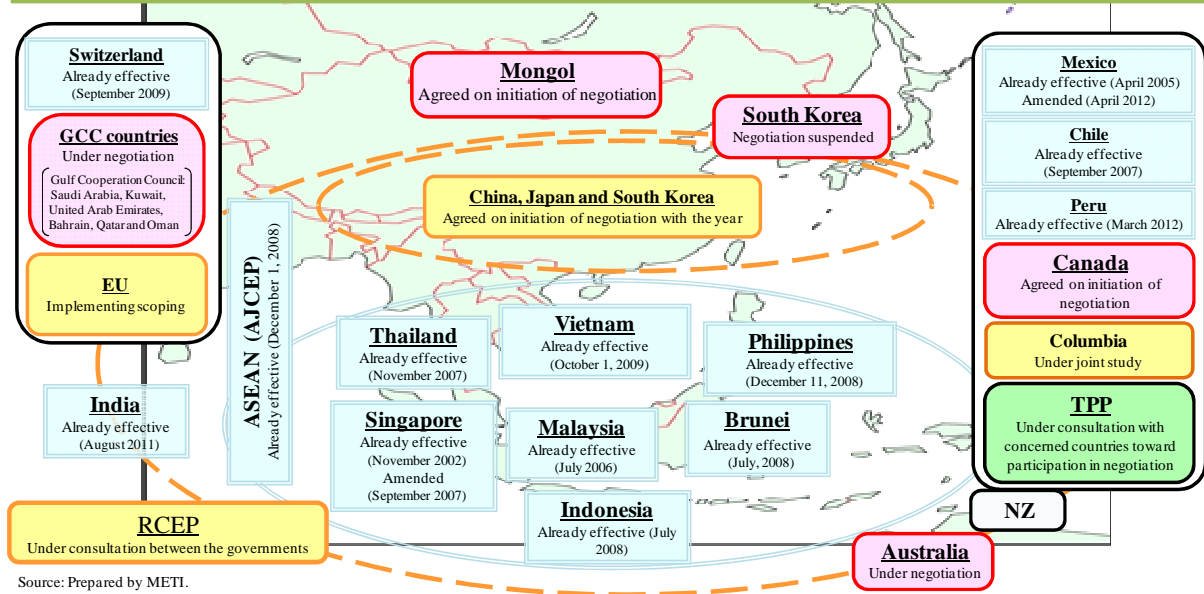 Switzerland
Already effective
(September 2009)
GCC countries
Under negotiation
Gulf Cooperation Council:
Saudi Arabia, Kuwait,
United Arab Emirates,
Bahrain, Qatar and Oman
EU
Implementing scoping
India
Already effective
(August 2011)
RCEP
Under consultation between the governments
ASEAN (AJCEP)
Already effective (December 1, 2008)
Mongol
Agreed on initiation of negotiation
South Korea
Negotiation suspended
China, Japan and South Korea
Agreed on initiation of negotiation with the year
Thailand
Already effective
(November 2007)
Vietnam
Already effective
(October 1, 2009)
Philippines
Already effective
(December 11, 2008)
Singapore
Already effective
(November 2002)
Amended
(September 2007)
Malaysia
Already effective
(July 2006)
Brunei
Already effective
(July, 2008)
Indonesia
Already effective (July
2008)
Mexico
Already effective (April 2005)
Amended (April 2012)
Chile
Already effective
(September 2007)
Peru
Already effective (March 2012)
Canada
Agreed on initiation of
negotiation
Columbia
Under joint study
TPP
Under consultation with
concerned countries toward
participation in negotiation
NZ
Australia
Under negotiation
Source: Prepared by METI.